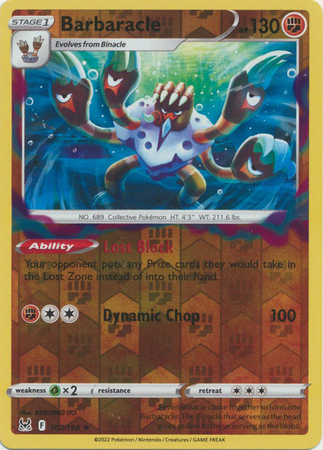 STAGE 1
Barbaracle
HP 130
Evolves from Binacle
NO. 689 Collective Pokémon HT: 4'3" WT: 211.6 lbs.
Ability Lost Block
Your opponent puts any Prize cards they would take in
the Lost Zone instead of into their hand.
Dynamic Chop 100
weakness ×2 resistance retreat
F 107/196
Seven Binacle come together to form one
Barbaracle. The Binacle that serves as the head
gives orders to those serving as the limbs.
©2022 Pokémon / Nintendo / Creatures / GAME FREAK